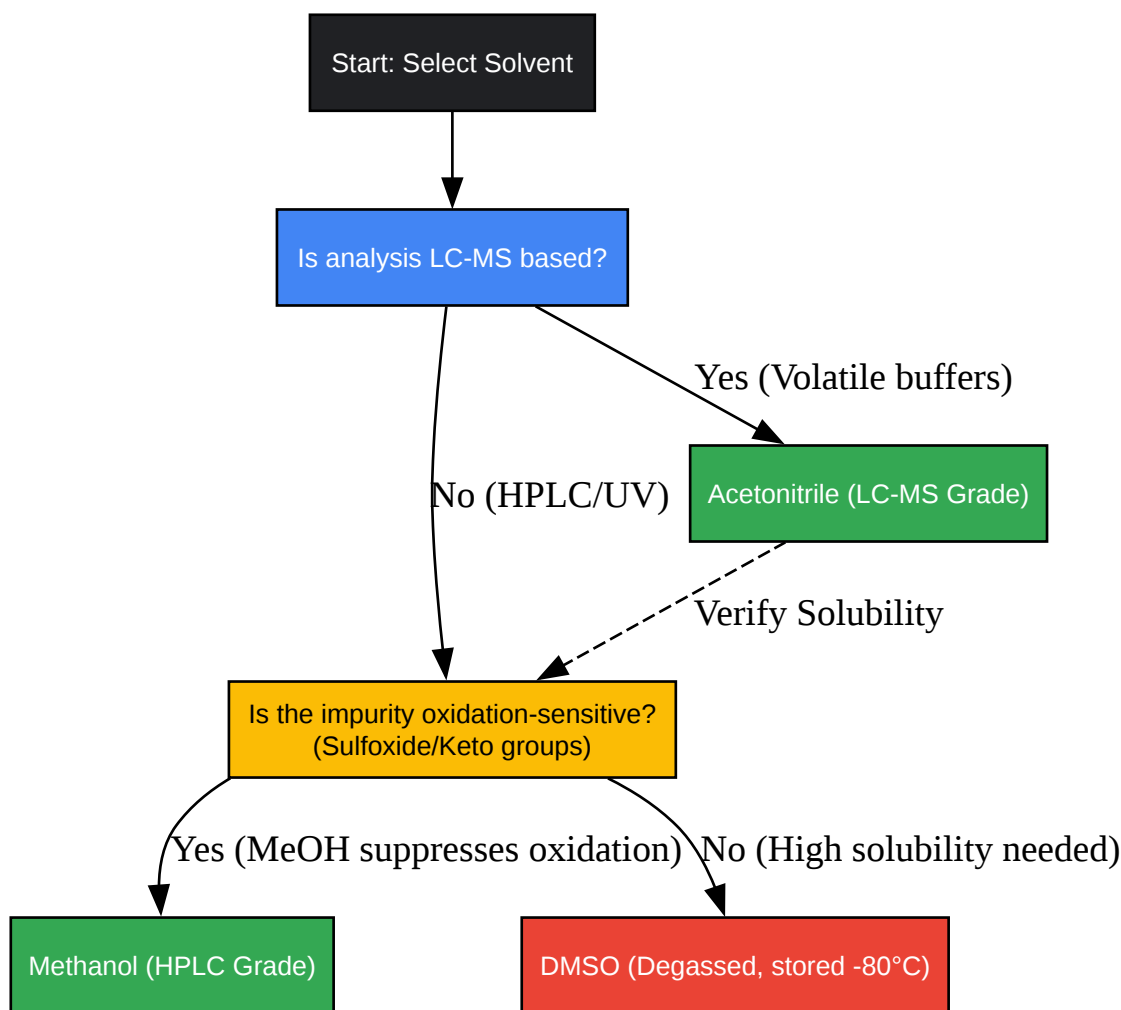 Start: Select Solvent
Is analysis LC-MS based?
Yes (Volatile buffers)
No (HPLC/UV)
Acetonitrile (LC-MS Grade)
Verify Solubility
Is the impurity oxidation-sensitive?
(Sulfoxide/Keto groups)
Yes (MeOH suppresses oxidation)
No (High solubility needed)
Methanol (HPLC Grade)
DMSO (Degassed, stored -80°C)